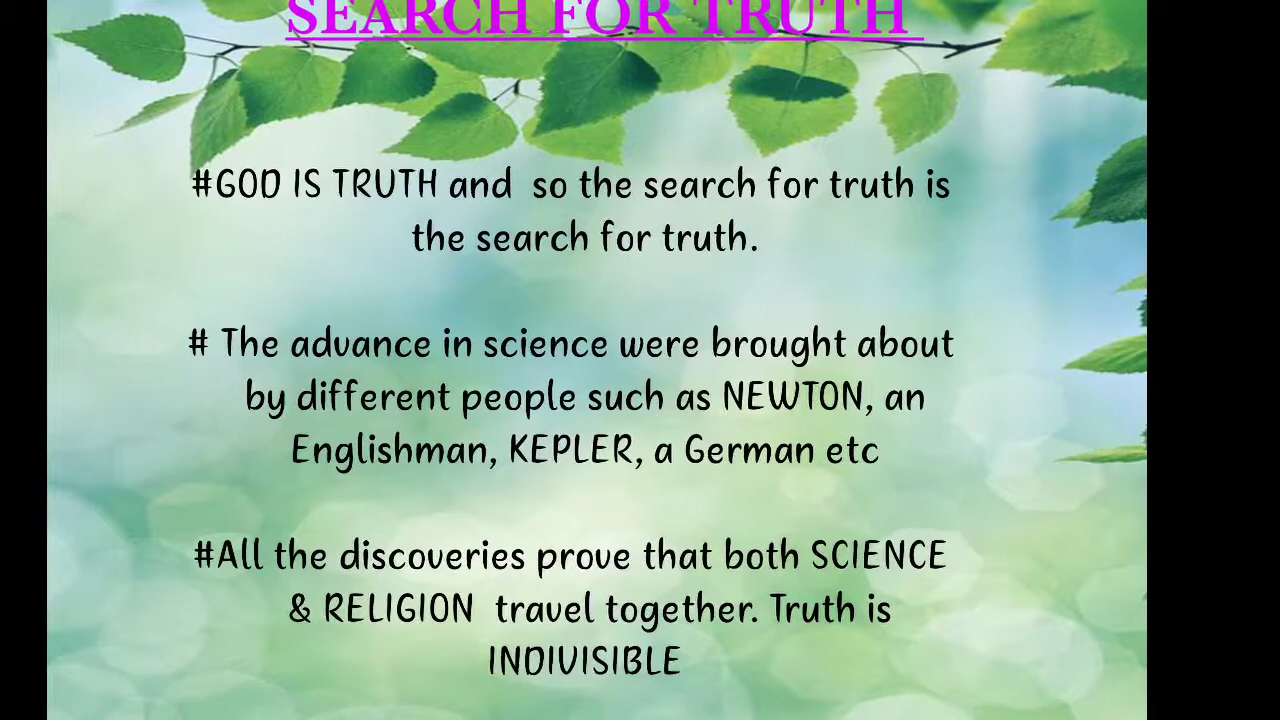 SEARCH FOR TRUTH
#GOD IS TRUTH and so the search for truth is
the search for truth.
# The advance in science were brought about
by different people such as NEWTON, an
Englishman, KEPLER, a German etc
#All the discoveries prove that both SCIENCE
& RELIGION travel together. Truth is
INDIVISIBLE